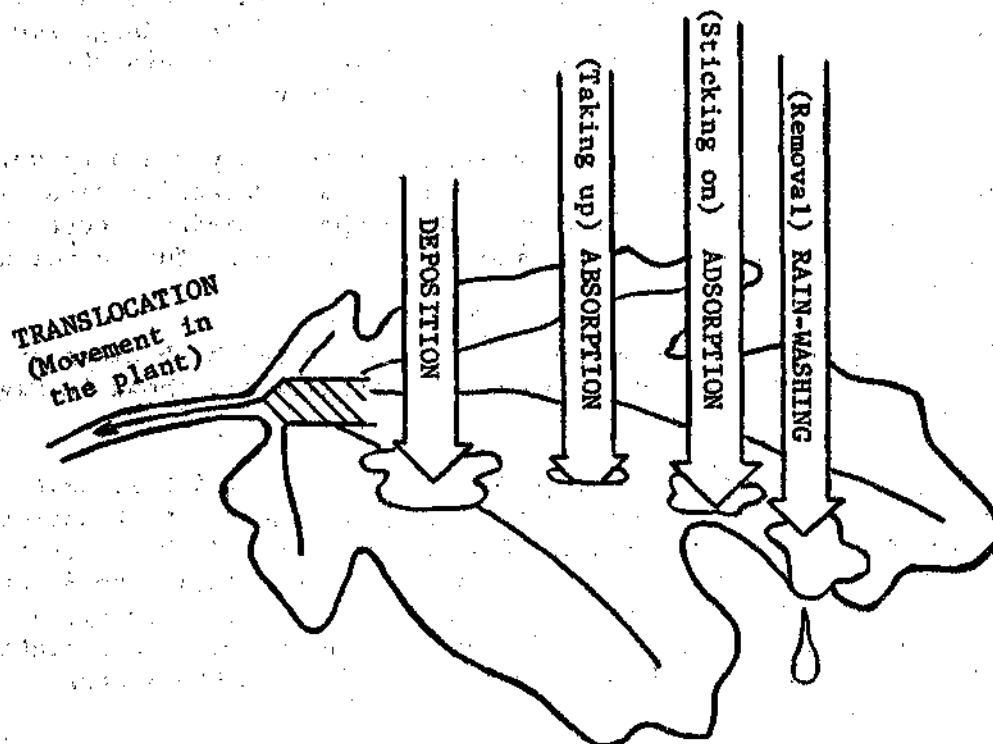 TRANSLOCATION
(Movement in
the plant)
DEPOSITION
(Taking up) ABSORPTION
(Sticking on) ADSORPTION
(Removal) RAIN-WASHING